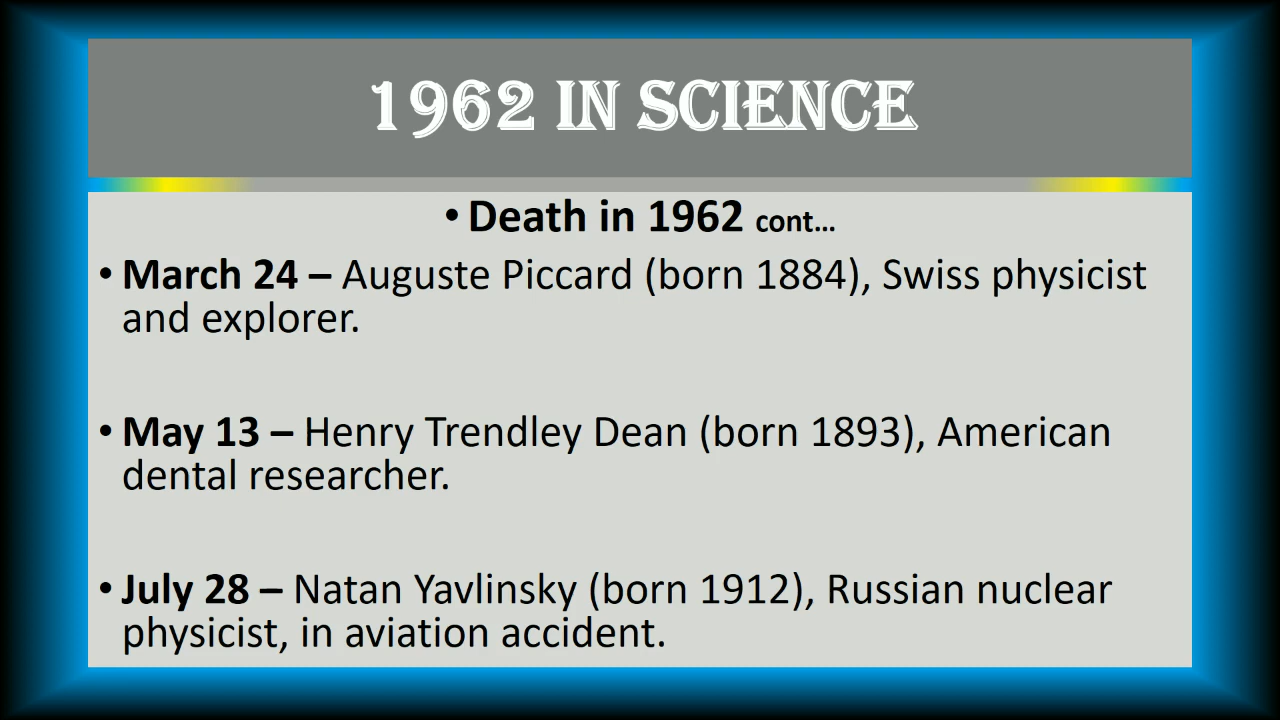 1962 IN SCIENCE
• Death in 1962 cont...
• March 24 – Auguste Piccard (born 1884), Swiss physicist
and explorer.
• May 13 – Henry Trendley Dean (born 1893), American
dental researcher.
• July 28 – Natan Yavlinsky (born 1912), Russian nuclear
physicist, in aviation accident.